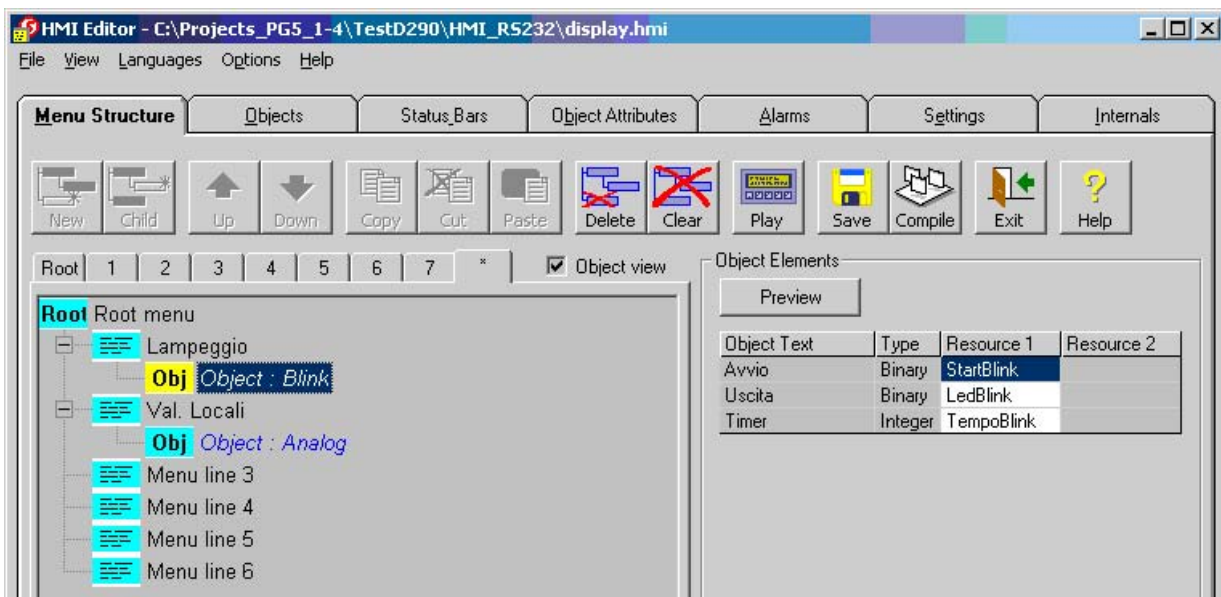 HMI Editor - C:\Projects_PG5_1-4\TestD290\HMI_RS232\display.hmi
File View Languages Options Help
Menu Structure Objects Status Bars Object Attributes Alarms Settings Internals
New Child Up Down Copy Cut Paste Delete Clear Play Save Compile Exit Help
Root 1 2 3 4 5 6 7 * Object view
Object Elements
Preview
Root Root menu
Lampeggio
Obj Object : Blink
Val. Locali
Obj Object : Analog
Menu line 3
Menu line 4
Menu line 5
Menu line 6
Object Text Type Resource 1 Resource 2
Avvio Binary StartBlink
Uscita Binary LedBlink
Timer Integer TempoBlink